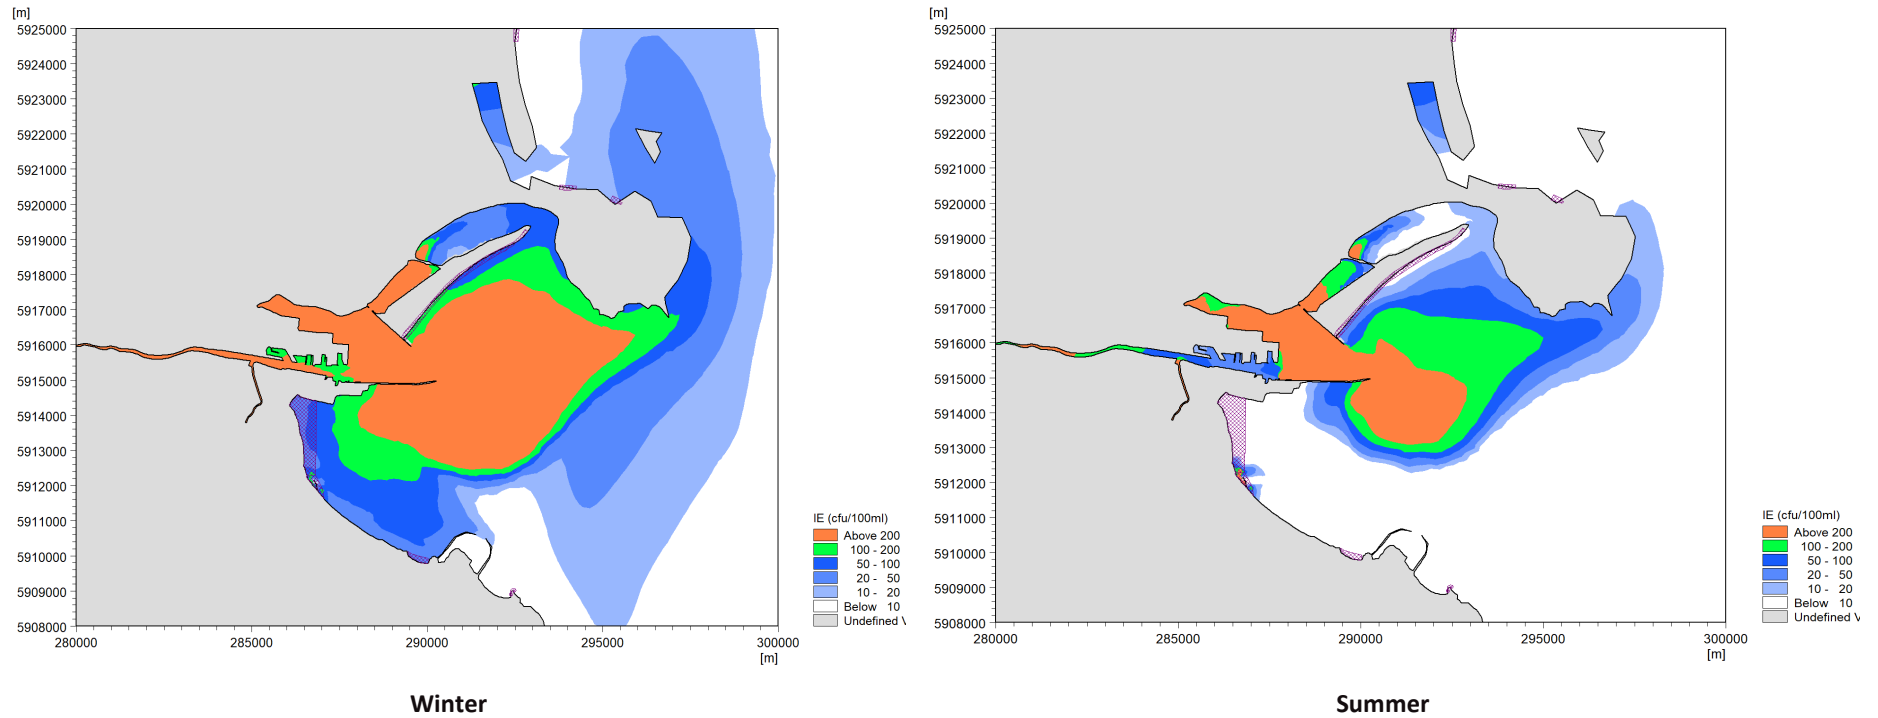 [m]
5925000
5924000
5923000
5922000
5921000
5920000
5919000
5918000
5917000
5916000
5915000
5914000
5913000
5912000
5911000
5910000
5909000
5908000
280000 285000 290000 295000 300000
[m]
IE (cfu/100ml)
Above 200
100 - 200
50 - 100
20 - 50
10 - 20
Below 10
Undefined V
Winter
[m]
5925000
5924000
5923000
5922000
5921000
5920000
5919000
5918000
5917000
5916000
5915000
5914000
5913000
5912000
5911000
5910000
5909000
5908000
280000 285000 290000 295000 300000
[m]
IE (cfu/100ml)
Above 200
100 - 200
50 - 100
20 - 50
10 - 20
Below 10
Undefined V
Summer